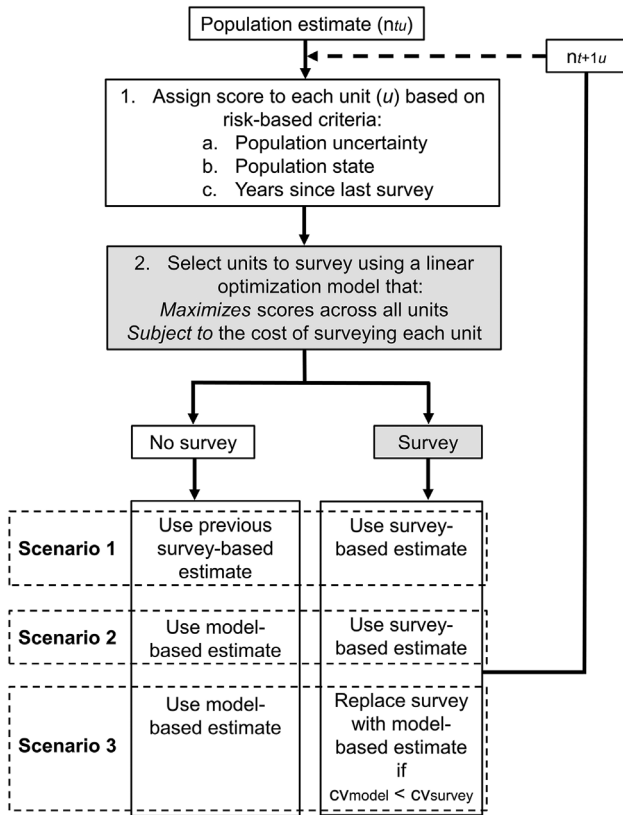 Population estimate (ntu)
nt+1u
1. Assign score to each unit (u) based on
risk-based criteria:
a. Population uncertainty
b. Population state
c. Years since last survey
2. Select units to survey using a linear
optimization model that:
Maximizes scores across all units
Subject to the cost of surveying each unit
No survey
Survey
Scenario 1
Use previous
survey-based
estimate
Use survey-
based estimate
Scenario 2
Use model-
based estimate
Use survey-
based estimate
Scenario 3
Use model-
based estimate
Replace survey
with model-
based estimate
if
CVmodel < CVsurvey